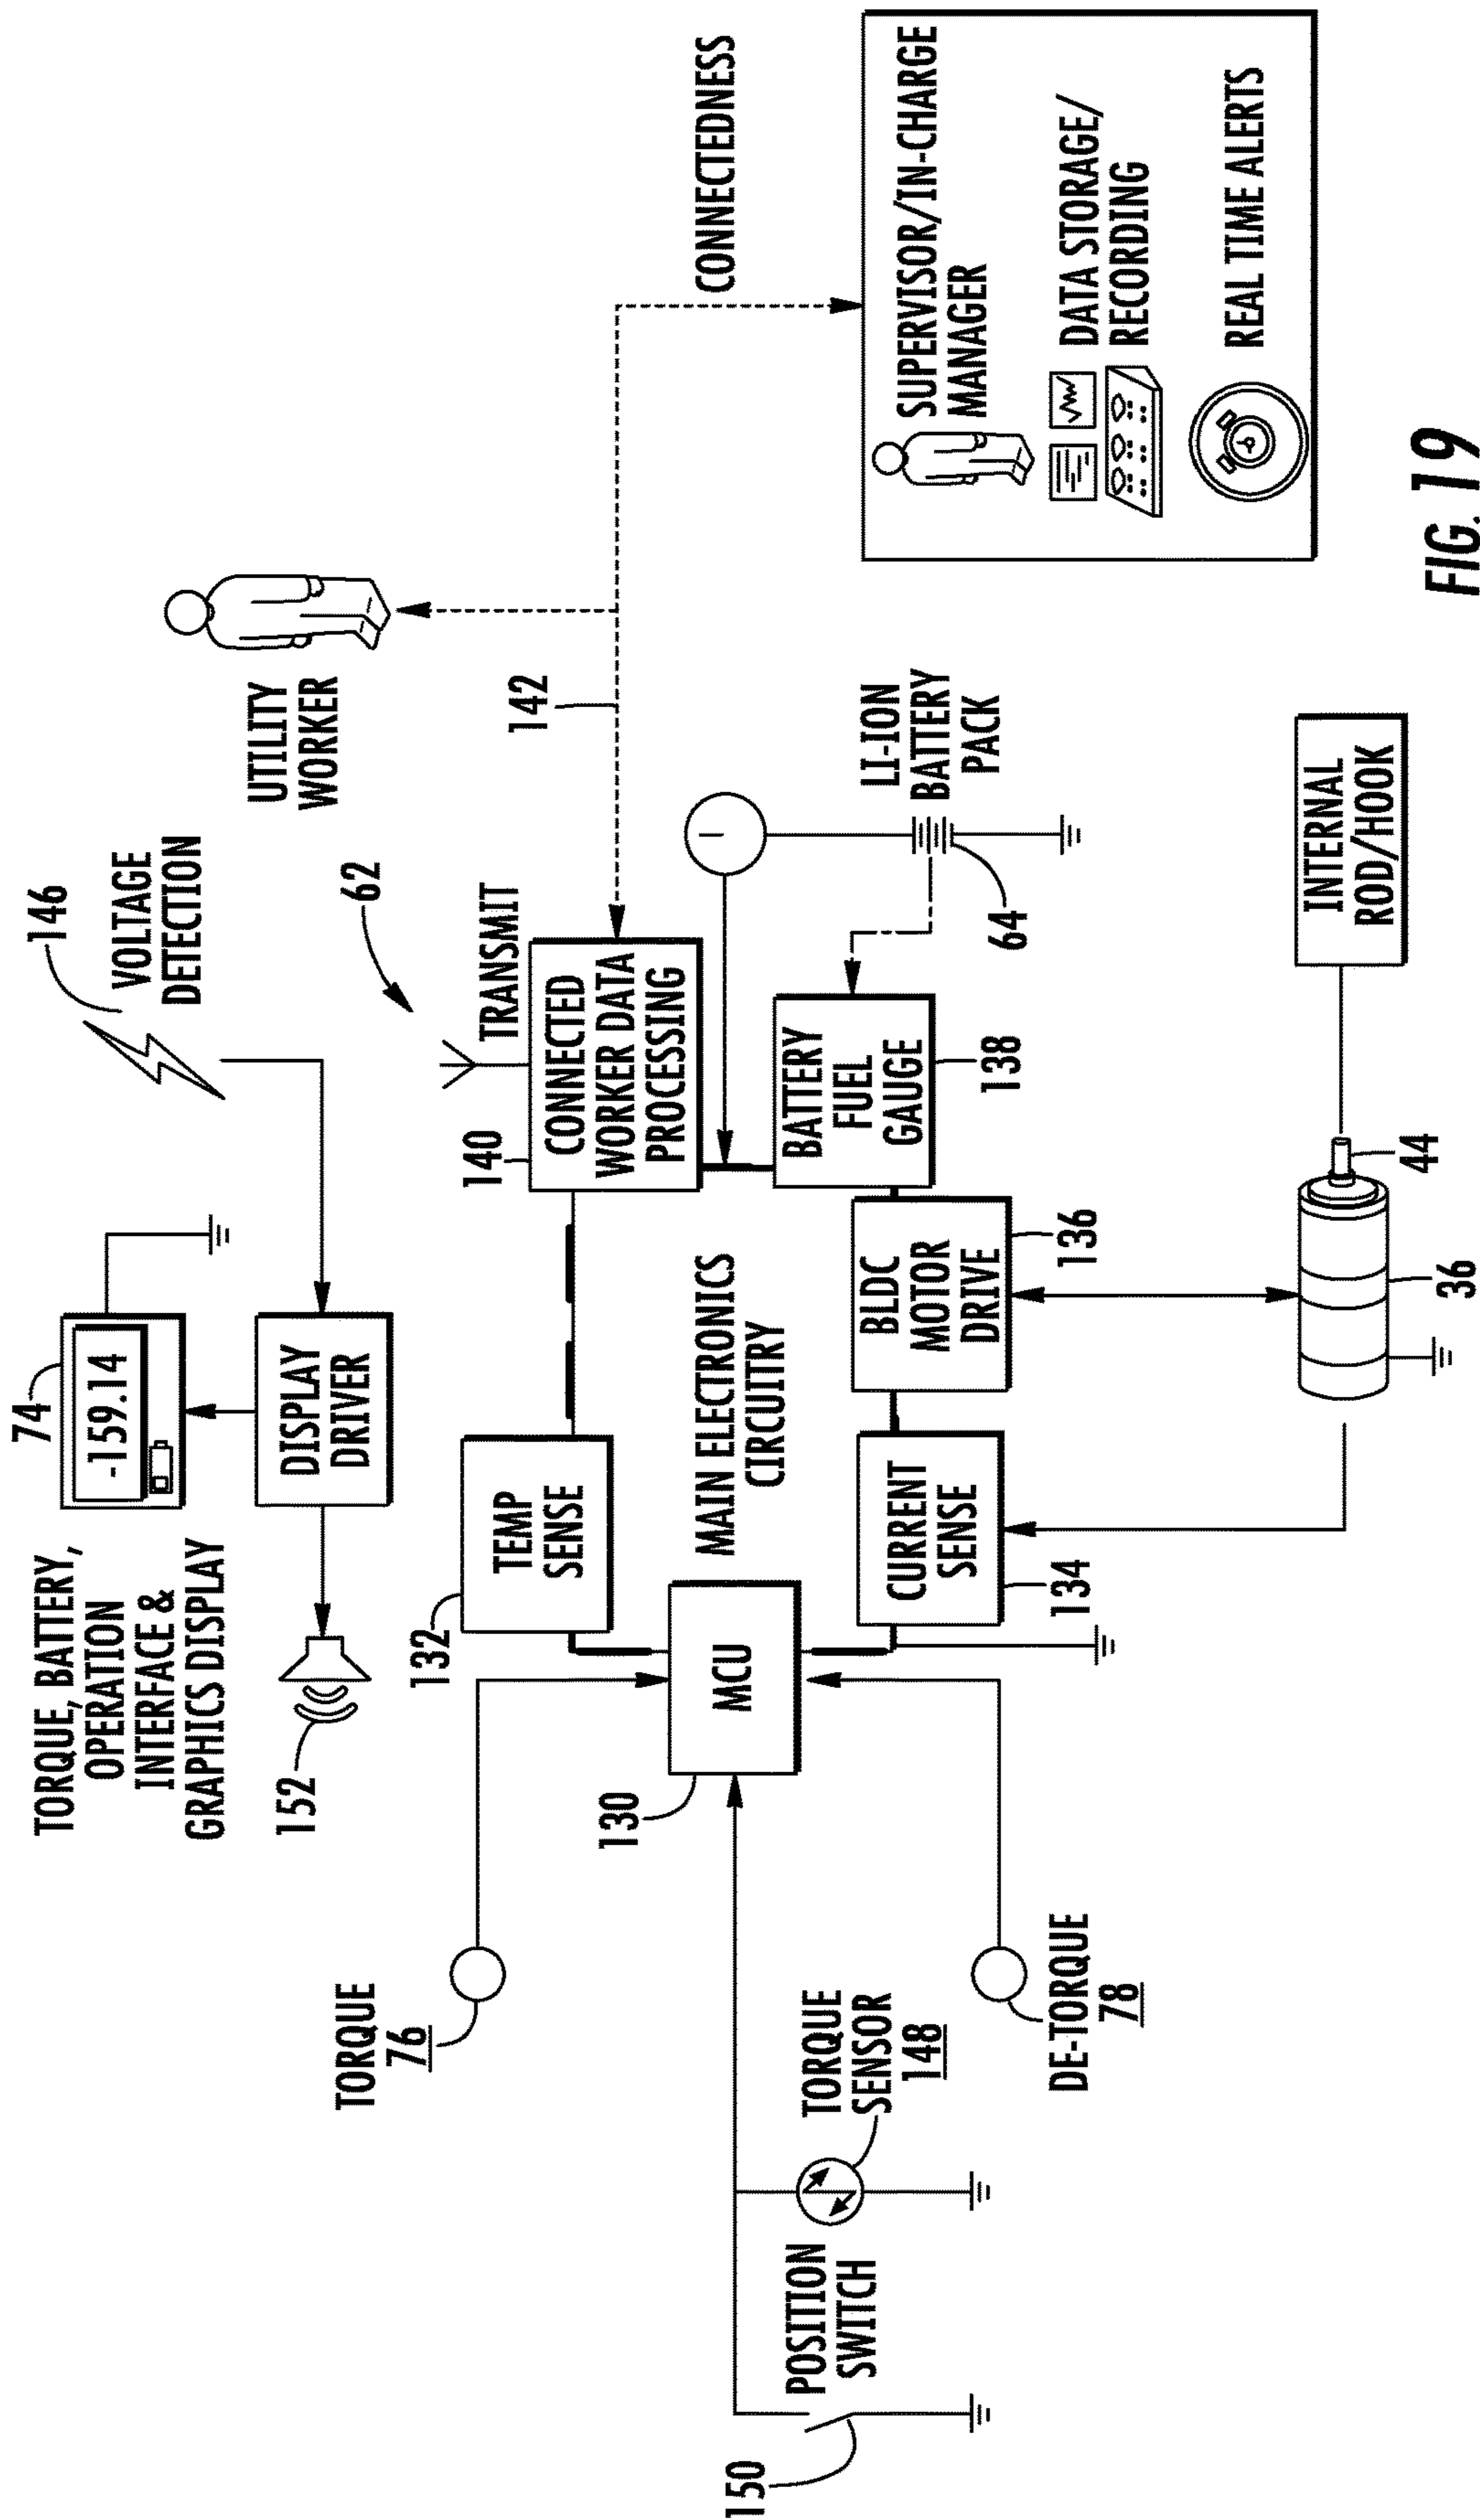 TORQUE, BATTERY,
OPERATION
INTERFACE &
GRAPHICS DISPLAY
74
-159.14
DISPLAY
DRIVER
152
146
VOLTAGE
DETECTION
UTILITY
WORKER
62
TORQUE
76
132
TEMP
SENSE
140
TRANSMIT
CONNECTED
WORKER DATA
PROCESSING
142
CONNECTEDNESS
130
MCU
MAIN ELECTRONICS
CIRCUITRY
150
POSITION
SWITCH
TORQUE
SENSOR
148
DE-TORQUE
78
CURRENT
SENSE
134
BLDC
MOTOR
DRIVE
136
BATTERY
FUEL
GAUGE
138
LI-ION
BATTERY
PACK
64
SUPERVISOR/IN-CHARGE
MANAGER
DATA STORAGE/
RECORDING
REAL TIME ALERTS
36
44
INTERNAL
ROD/HOOK
FIG. 19